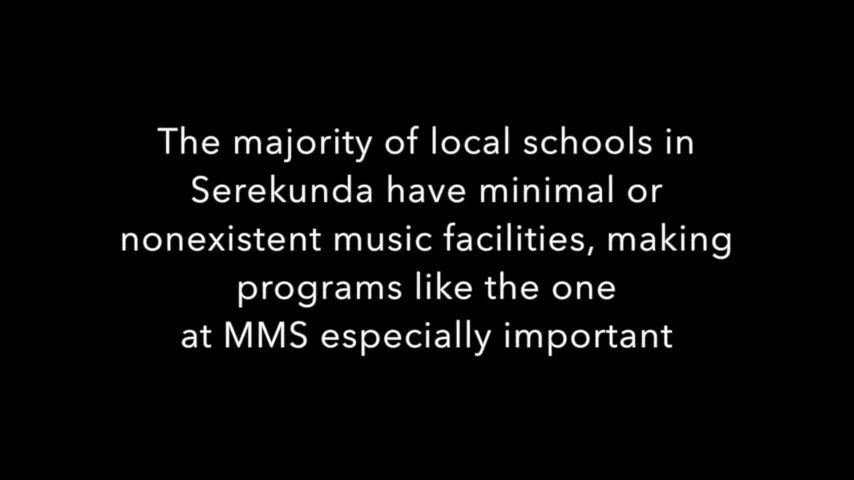 The majority of local schools in
Serekunda have minimal or
nonexistent music facilities, making
programs like the one
at MMS especially important